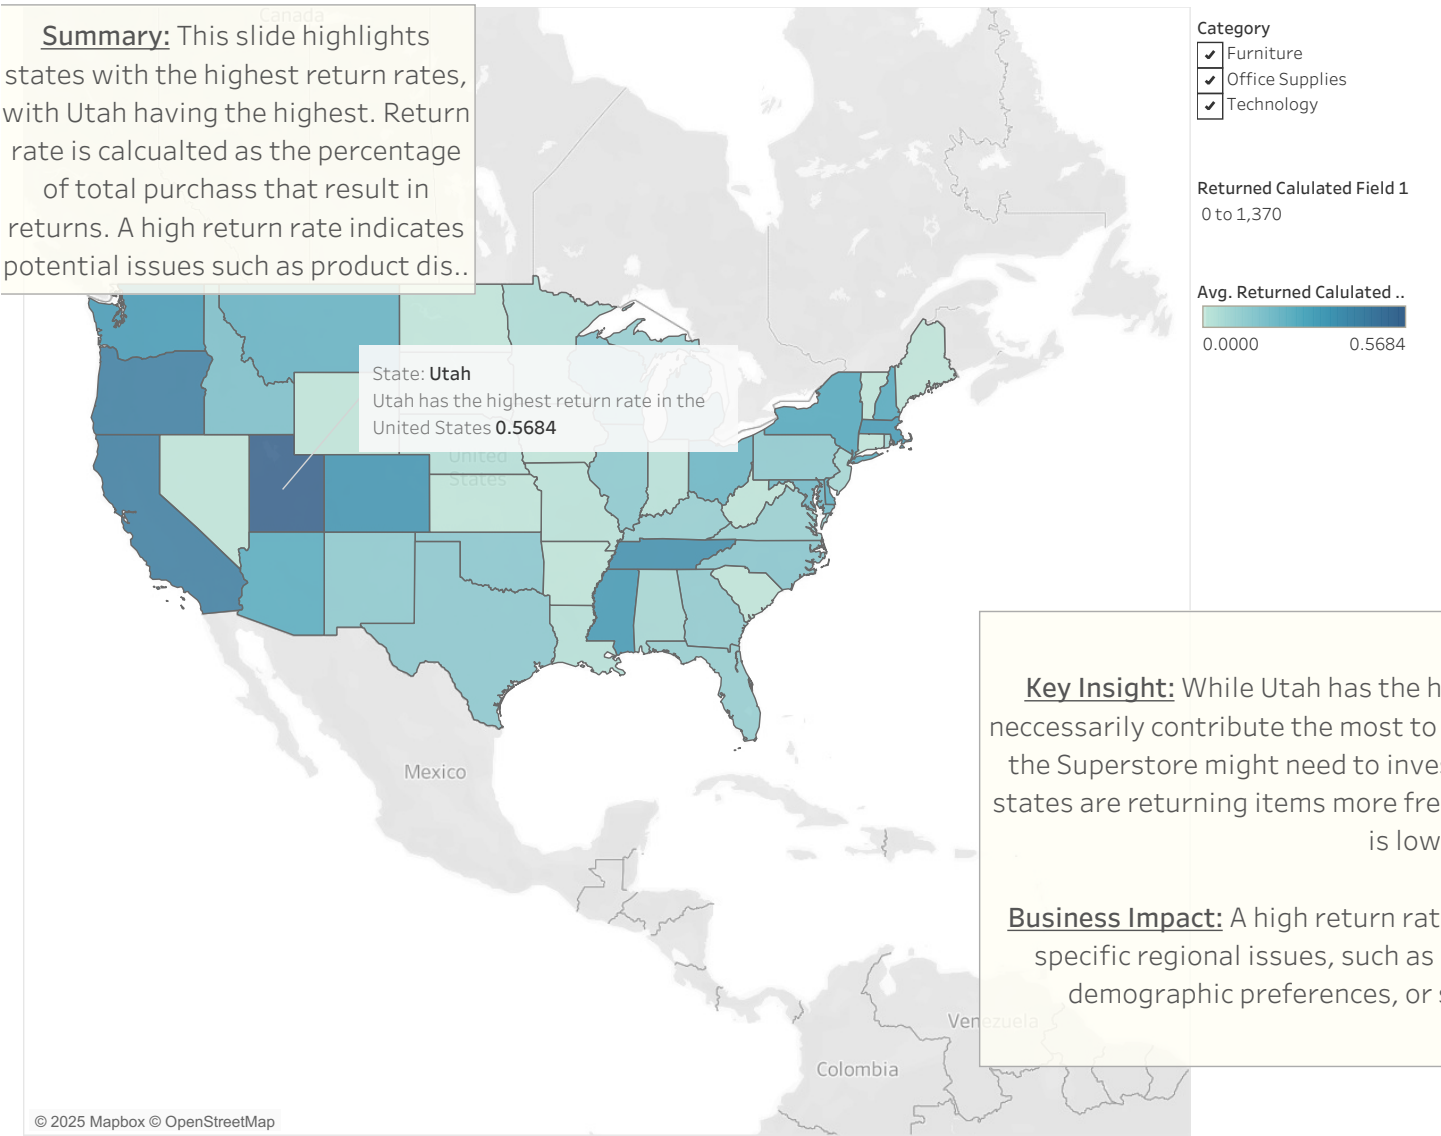 Canada
Summary: This slide highlights
states with the highest return rates,
with Utah having the highest. Return
rate is calcualted as the percentage
of total purchass that result in
returns. A high return rate indicates
potential issues such as product dis..
Category
Furniture
Office Supplies
Technology
Returned Calulated Field 1
0 to 1,370
Avg. Returned Calulated ..
0.0000 0.5684
State: Utah
Utah has the highest return rate in the
United States 0.5684
United
States
Key Insight: While Utah has the h
neccessarily contribute the most to
the Superstore might need to inves
states are returning items more fre
is low
Business Impact: A high return rat
specific regional issues, such as
demographic preferences, or s
Mexico
Venezuela
Colombia
© 2025 Mapbox © OpenStreetMap